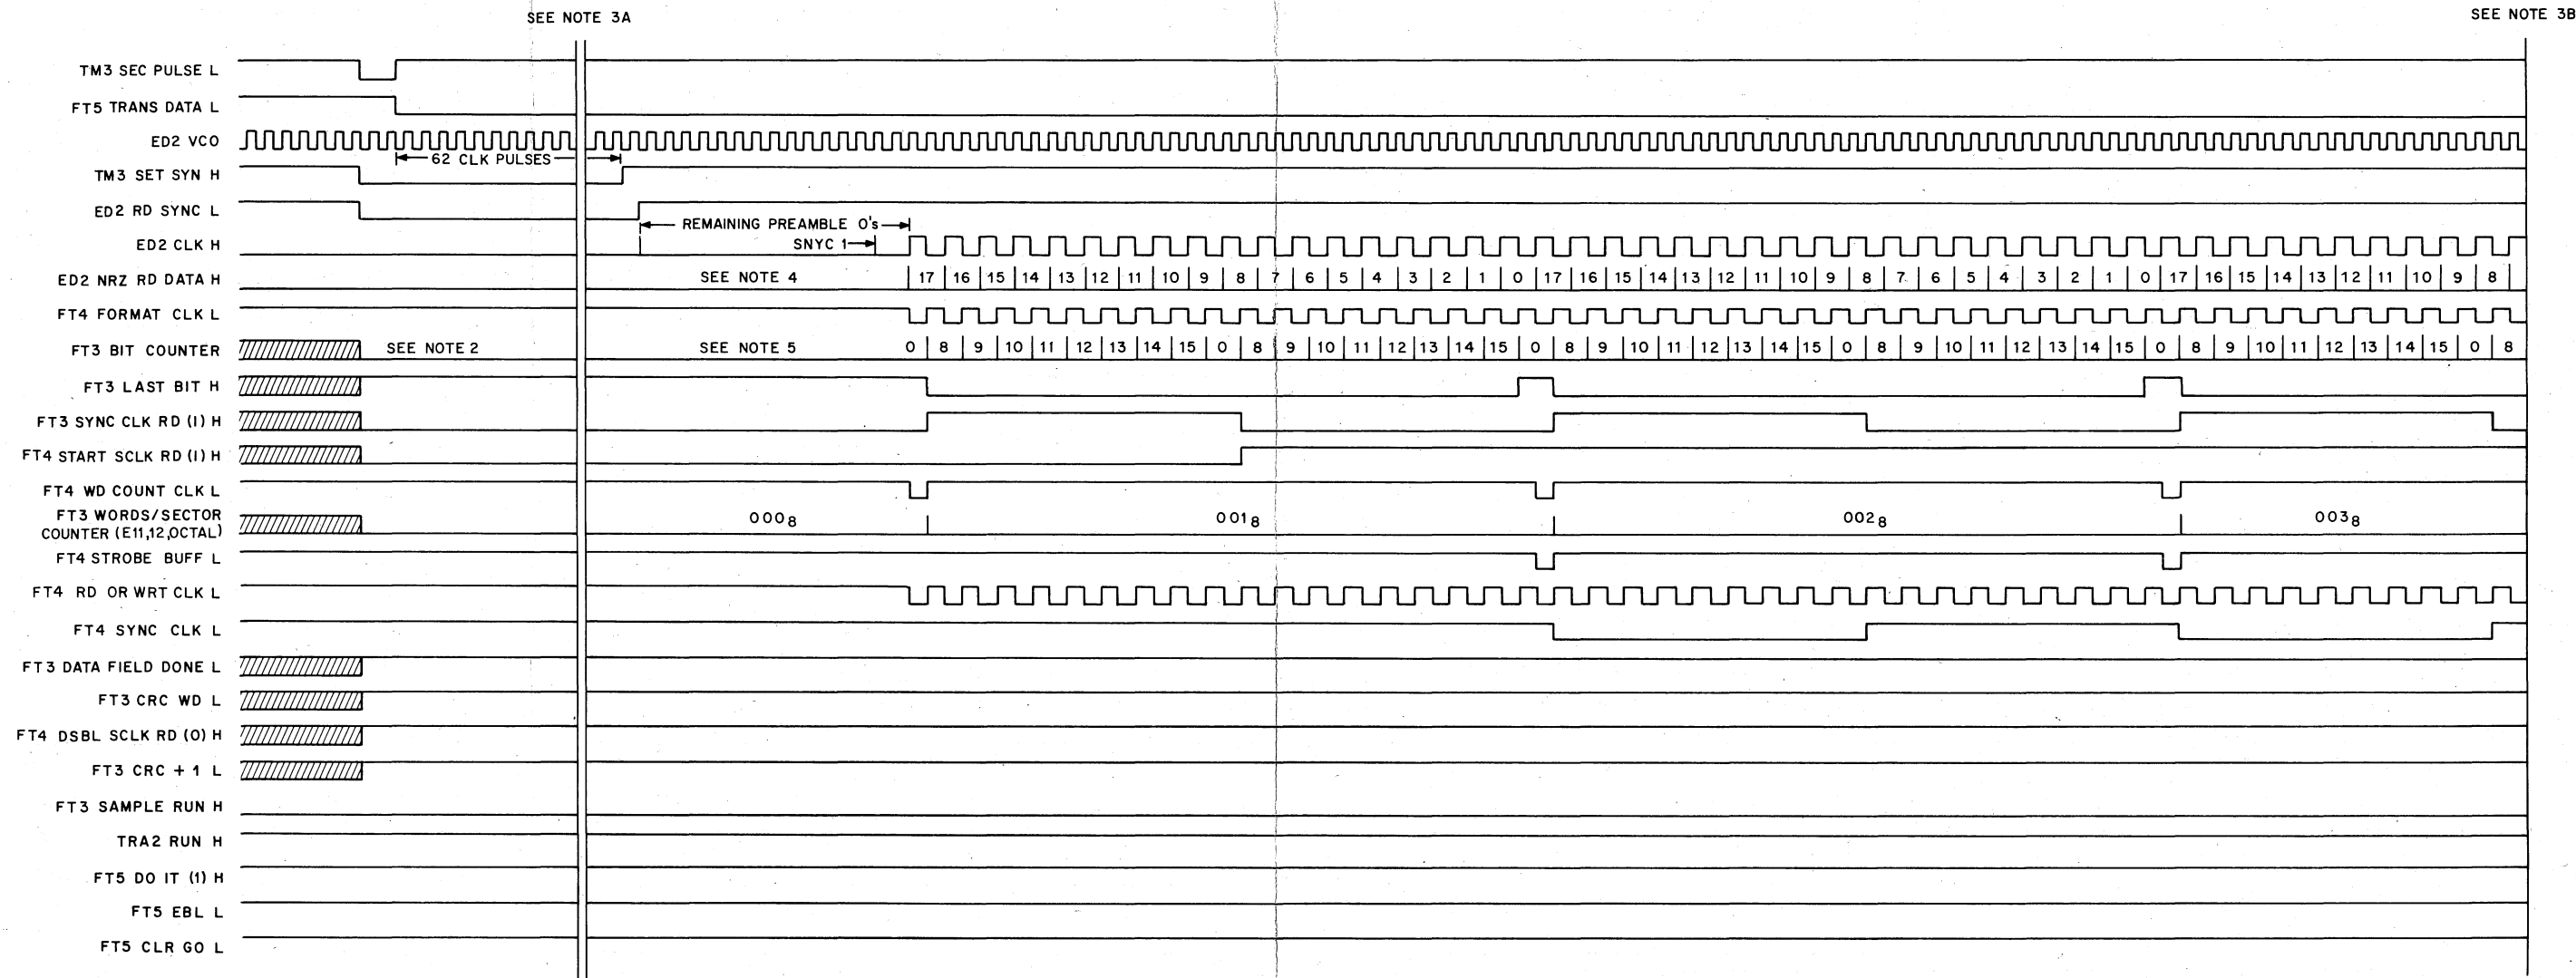 SEE NOTE 3A
SEE NOTE 3B
TM3 SEC PULSE L
FT5 TRANS DATA L
ED2 VCO
62 CLK PULSES
TM3 SET SYN H
ED2 RD SYNC L
REMAINING PREAMBLE 0's
ED2 CLK H
SNYC 1
ED2 NRZ RD DATA H
SEE NOTE 4
17 16 15 14 13 12 11 10 9 8 7 6 5 4 3 2 1 0 17 16 15 14 13 12 11 10 9 8 7 6 5 4 3 2 1 0 17 16 15 14 13 12 11 10 9 8
FT4 FORMAT CLK L
FT3 BIT COUNTER
SEE NOTE 2
SEE NOTE 5
0 8 9 10 11 12 13 14 15 0 8 9 10 11 12 13 14 15 0 8 9 10 11 12 13 14 15 0 8 9 10 11 12 13 14 15 0 8 9 10 11 12 13 14 15 0 8
FT3 LAST BIT H
FT3 SYNC CLK RD (1) H
FT4 START SCLK RD (1) H
FT4 WD COUNT CLK L
FT3 WORDS/SECTOR
COUNTER (E11,12,OCTAL)
000₈ 001₈ 002₈ 003₈
FT4 STROBE BUFF L
FT4 RD OR WRT CLK L
FT4 SYNC CLK L
FT3 DATA FIELD DONE L
FT3 CRC WD L
FT4 DSBL SCLK RD (0) H
FT3 CRC + 1 L
FT3 SAMPLE RUN H
TRA2 RUN H
FT5 DO IT (1) H
FT5 EBL L
FT5 CLR GO L